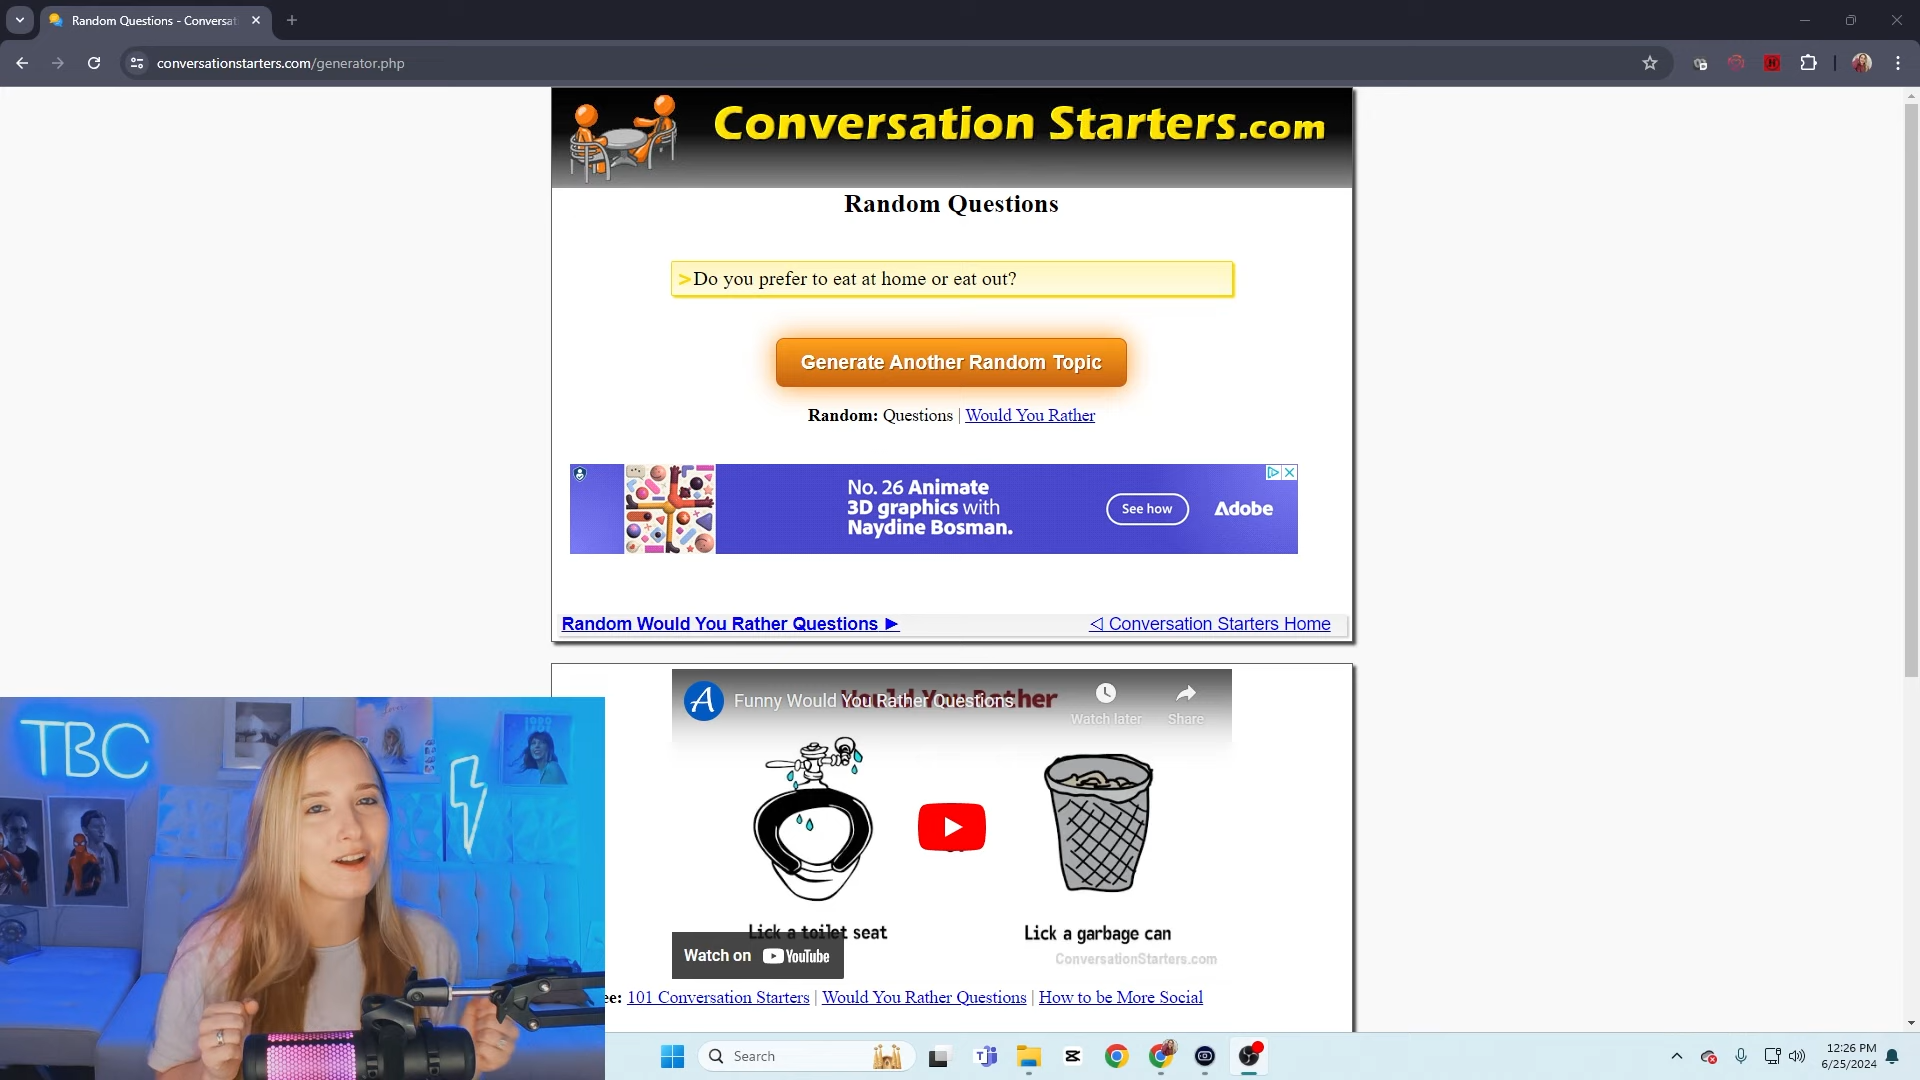 Random Questions - Conversat
conversationstarters.com/generator.php
Conversation Starters.com
Random Questions
>Do you prefer to eat at home or eat out?
Generate Another Random Topic
Random: Questions | Would You Rather
No. 26 Animate
3D graphics with
Naydine Bosman.
See how
Adobe
Random Would You Rather Questions ►
◁ Conversation Starters Home
Funny Would You Rather Questions
Would You Rather
Watch later
Share
Lick a toilet seat
Lick a garbage can
ConversationStarters.com
Watch on YouTube
ee: 101 Conversation Starters | Would You Rather Questions | How to be More Social
TBC
Search
12:26 PM
6/25/2024